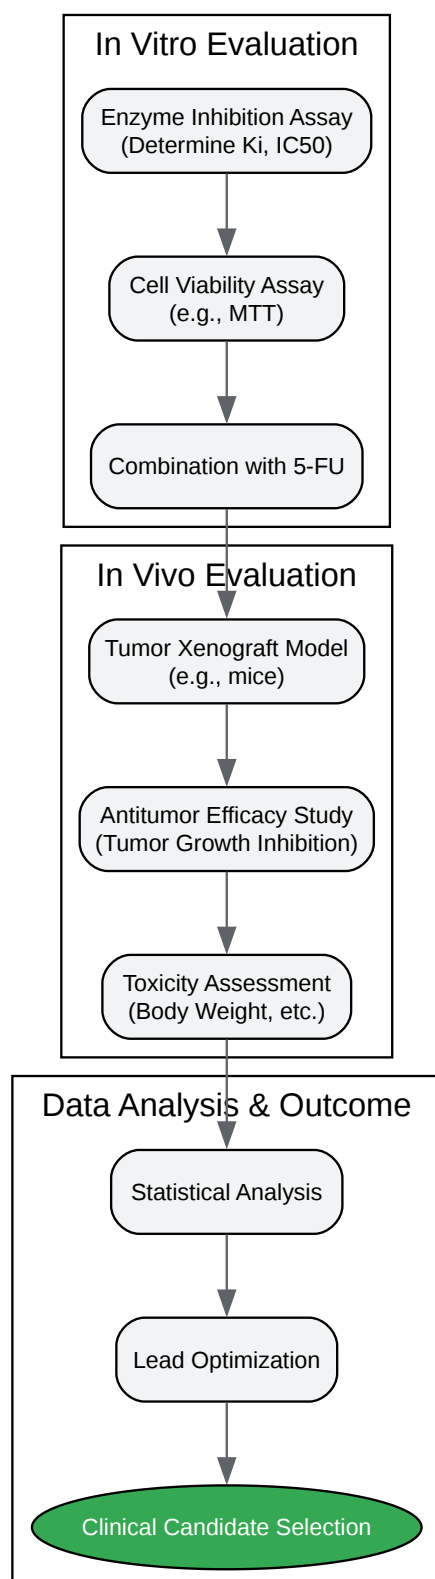 In Vitro Evaluation
Enzyme Inhibition Assay
(Determine Ki, IC50)
Cell Viability Assay
(e.g., MTT)
Combination with 5-FU
In Vivo Evaluation
Tumor Xenograft Model
(e.g., mice)
Antitumor Efficacy Study
(Tumor Growth Inhibition)
Toxicity Assessment
(Body Weight, etc.)
Data Analysis & Outcome
Statistical Analysis
Lead Optimization
Clinical Candidate Selection